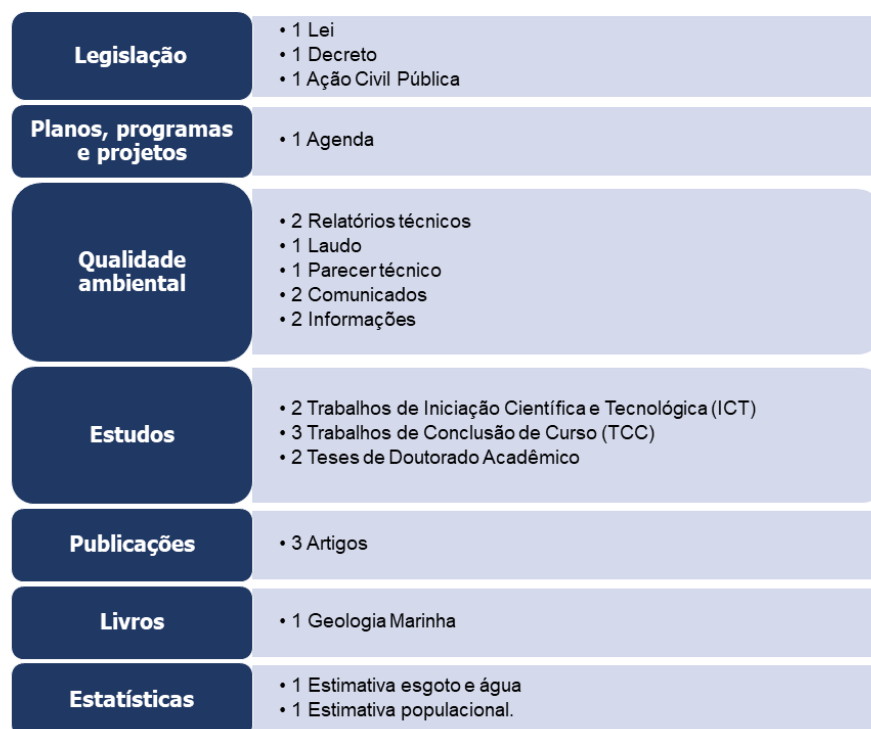 Legislação
• 1 Lei
• 1 Decreto
• 1 Ação Civil Pública
Planos, programas
e projetos
• 1 Agenda
Qualidade
ambiental
• 2 Relatórios técnicos
• 1 Laudo
• 1 Parecer técnico
• 2 Comunicados
• 2 Informações
Estudos
• 2 Trabalhos de Iniciação Científica e Tecnológica (ICT)
• 3 Trabalhos de Conclusão de Curso (TCC)
• 2 Teses de Doutorado Acadêmico
Publicações
• 3 Artigos
Livros
• 1 Geologia Marinha
Estatísticas
• 1 Estimativa esgoto e água
• 1 Estimativa populacional.